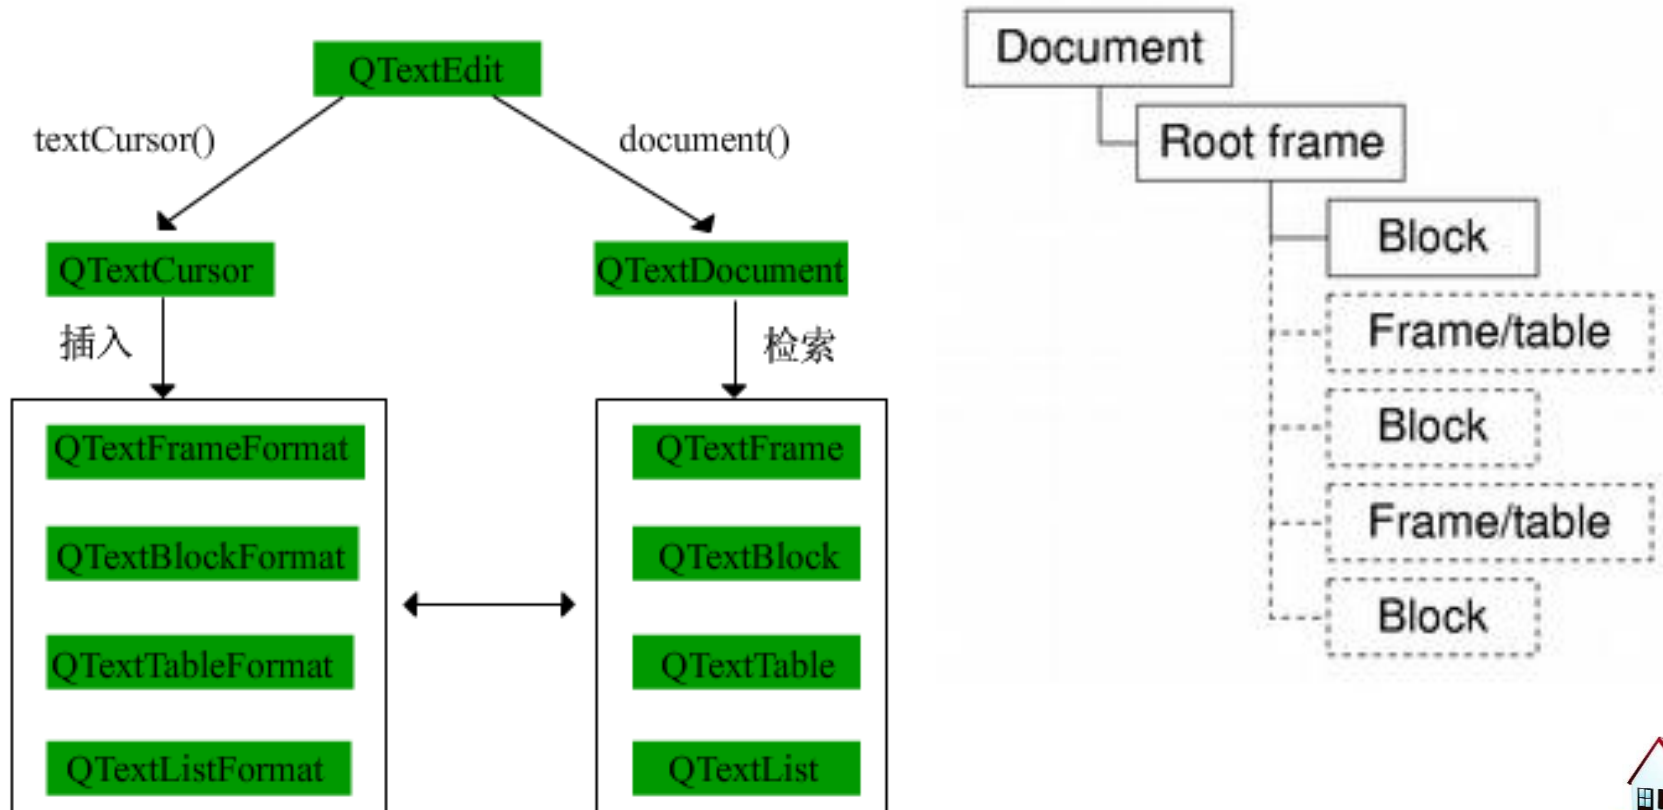 QTextEdit
textCursor()
document()
QTextCursor
QTextDocument
插入
检索
QTextFrameFormat
QTextFrame
QTextBlockFormat
QTextBlock
QTextTableFormat
QTextTable
QTextListFormat
QTextList
Document
Root frame
Block
Frame/table
Block
Frame/table
Block